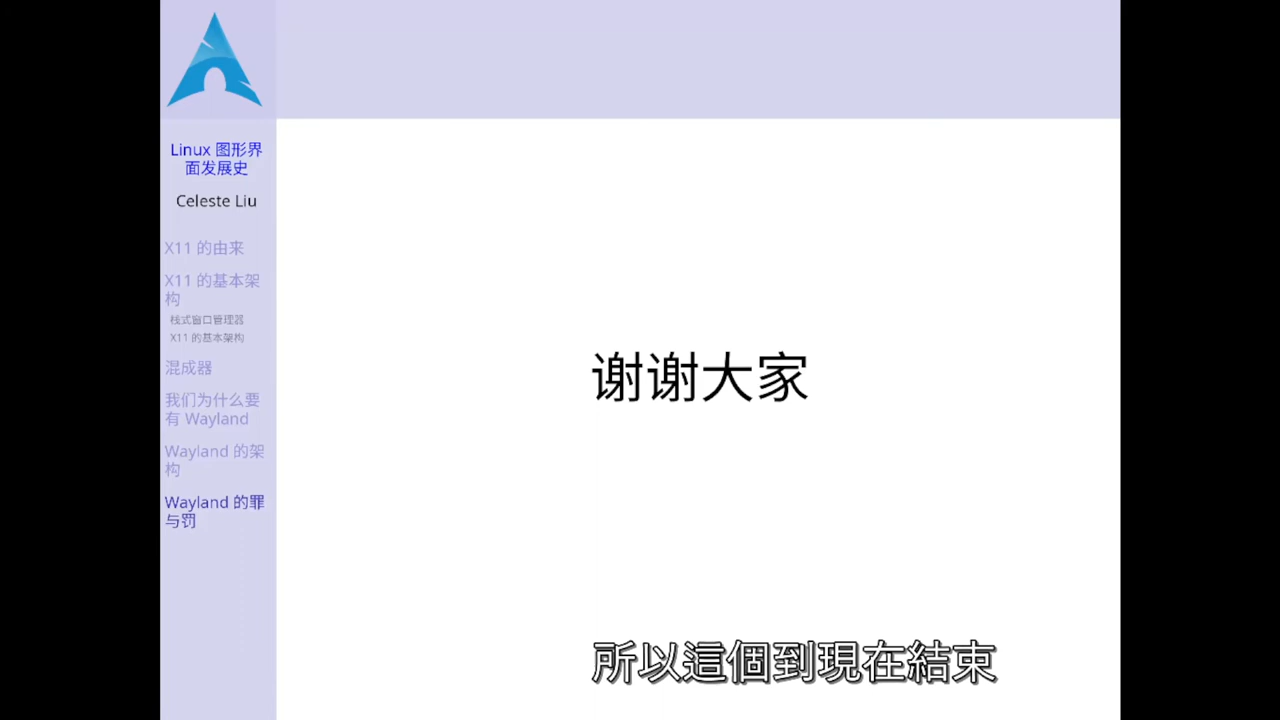 Linux 图形界
面发展史
Celeste Liu
X11 的由来
X11 的基本架
构
栈式窗口管理器
X11 的基本架构
混成器
我们为什么要
有 Wayland
Wayland 的架
构
Wayland 的罪
与罚
谢谢大家
所以這個到現在結束